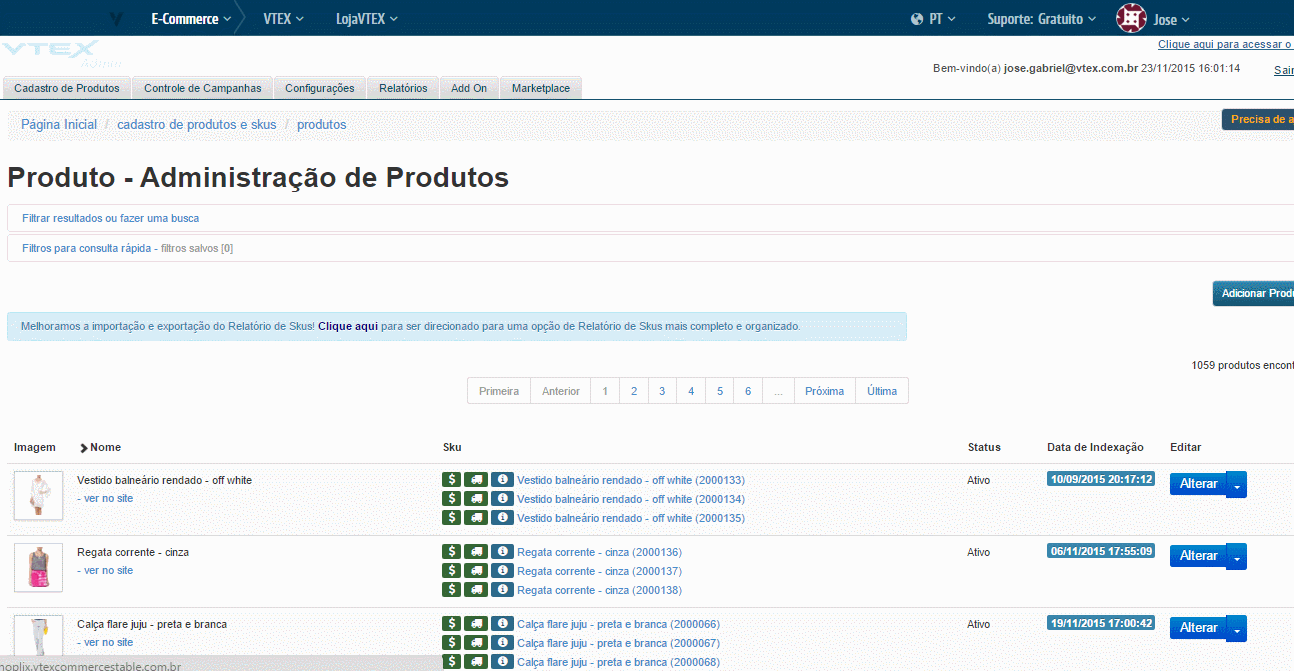 E-Commerce VTEX LojaVTEX PT Suporte: Gratuito Jose
VTEX
Admin
Clique aqui para acessar o
Bem-vindo(a) jose.gabriel@vtex.com.br 23/11/2015 16:01:14 Sair
Cadastro de Produtos Controle de Campanhas Configurações Relatórios Add On Marketplace
Página Inicial / cadastro de produtos e skus / produtos
Precisa de a
Produto - Administração de Produtos
Filtrar resultados ou fazer uma busca
Filtros para consulta rápida - filtros salvos [0]
Adicionar Produ
Melhoramos a importação e exportação do Relatório de Skus! Clique aqui para ser direcionado para uma opção de Relatório de Skus mais completo e organizado.
1059 produtos encont
Primeira Anterior 1 2 3 4 5 6 ... Próxima Última
Imagem Nome Sku Status Data de Indexação Editar
Vestido balneário rendado - off white
- ver no site
$ Vestido balneário rendado - off white (2000133)
$ Vestido balneário rendado - off white (2000134)
$ Vestido balneário rendado - off white (2000135)
Ativo 10/09/2015 20:17:12 Alterar
Regata corrente - cinza
- ver no site
$ Regata corrente - cinza (2000136)
$ Regata corrente - cinza (2000137)
$ Regata corrente - cinza (2000138)
Ativo 06/11/2015 17:55:09 Alterar
Calça flare juju - preta e branca
- ver no site
$ Calça flare juju - preta e branca (2000066)
$ Calça flare juju - preta e branca (2000067)
$ Calça flare juju - preta e branca (2000068)
Ativo 19/11/2015 17:00:42 Alterar
hoplix.vtexcommercestable.com.br